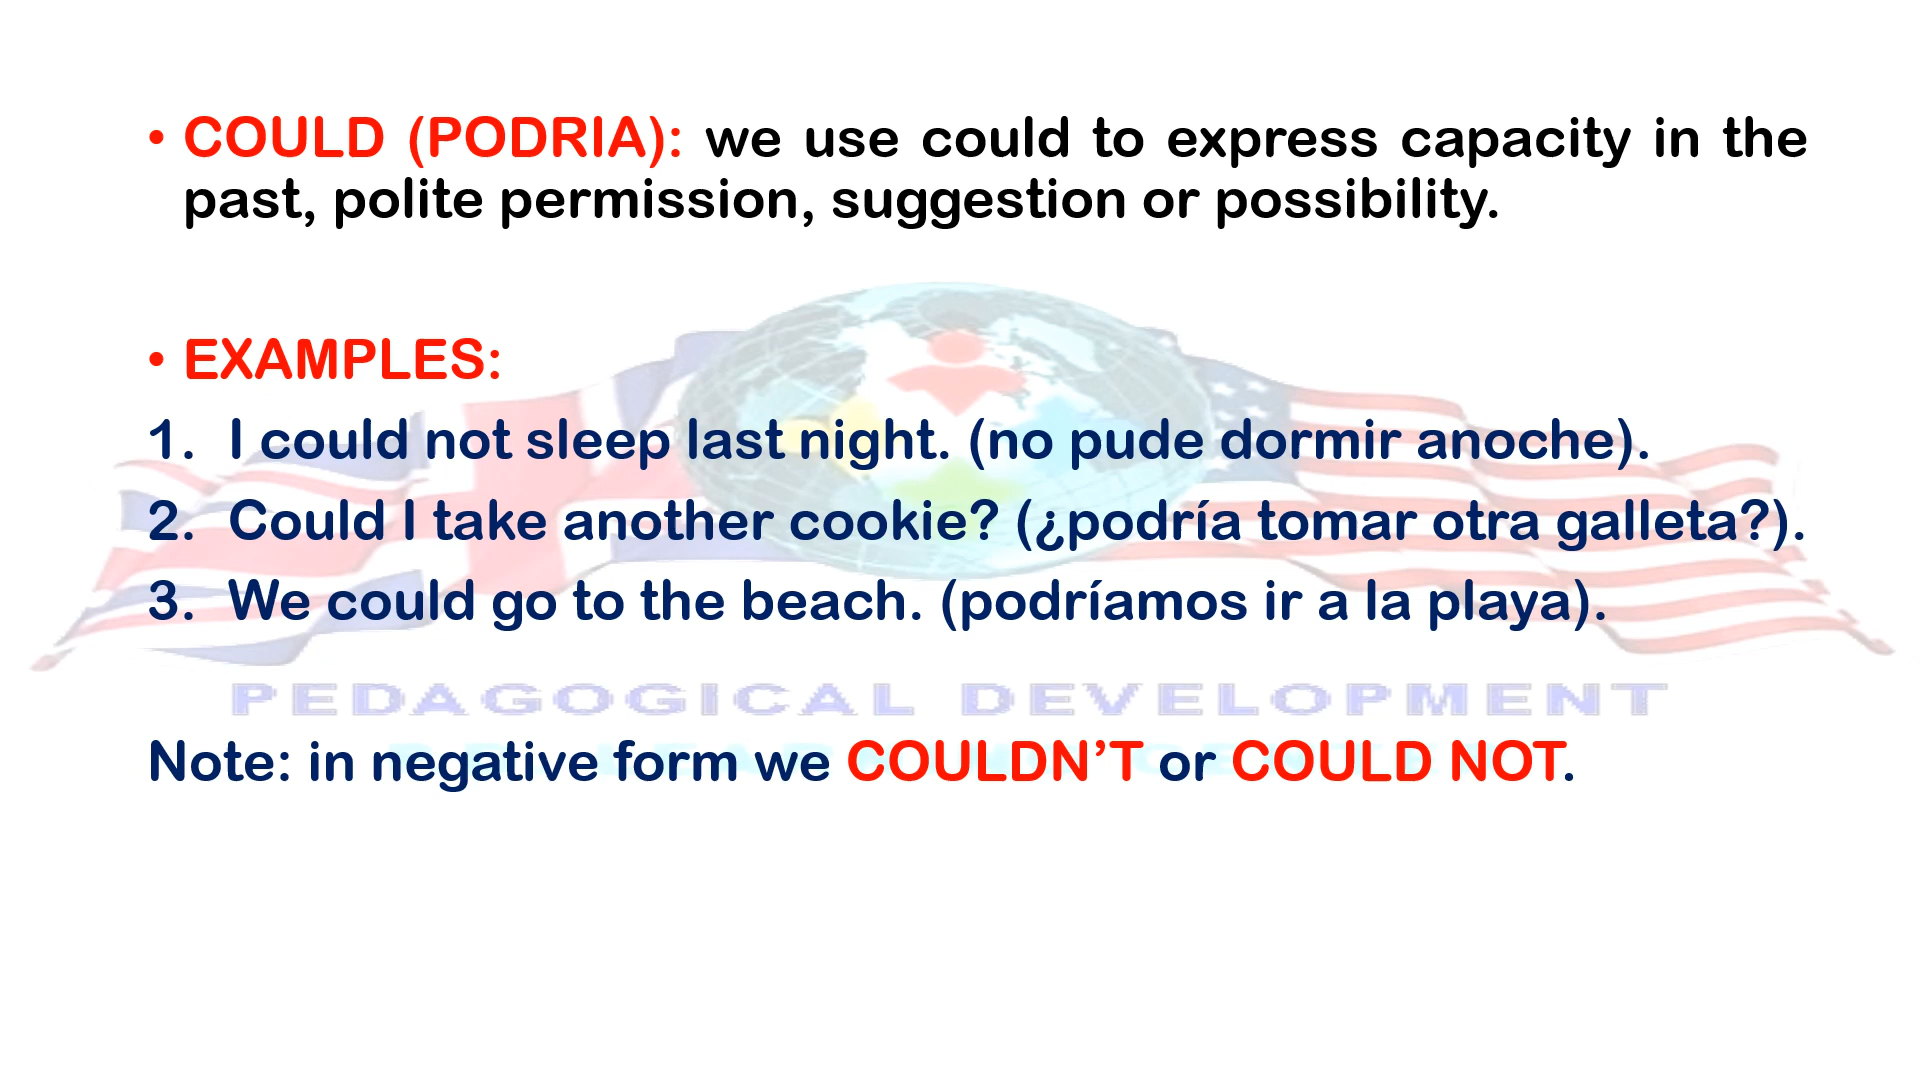 • COULD (PODRIA): we use could to express capacity in the
past, polite permission, suggestion or possibility.
• EXAMPLES:
1. I could not sleep last night. (no pude dormir anoche).
2. Could I take another cookie? (¿podría tomar otra galleta?).
3. We could go to the beach. (podríamos ir a la playa).
PEDAGOGICAL DEVELOPMENT
Note: in negative form we COULDN’T or COULD NOT.